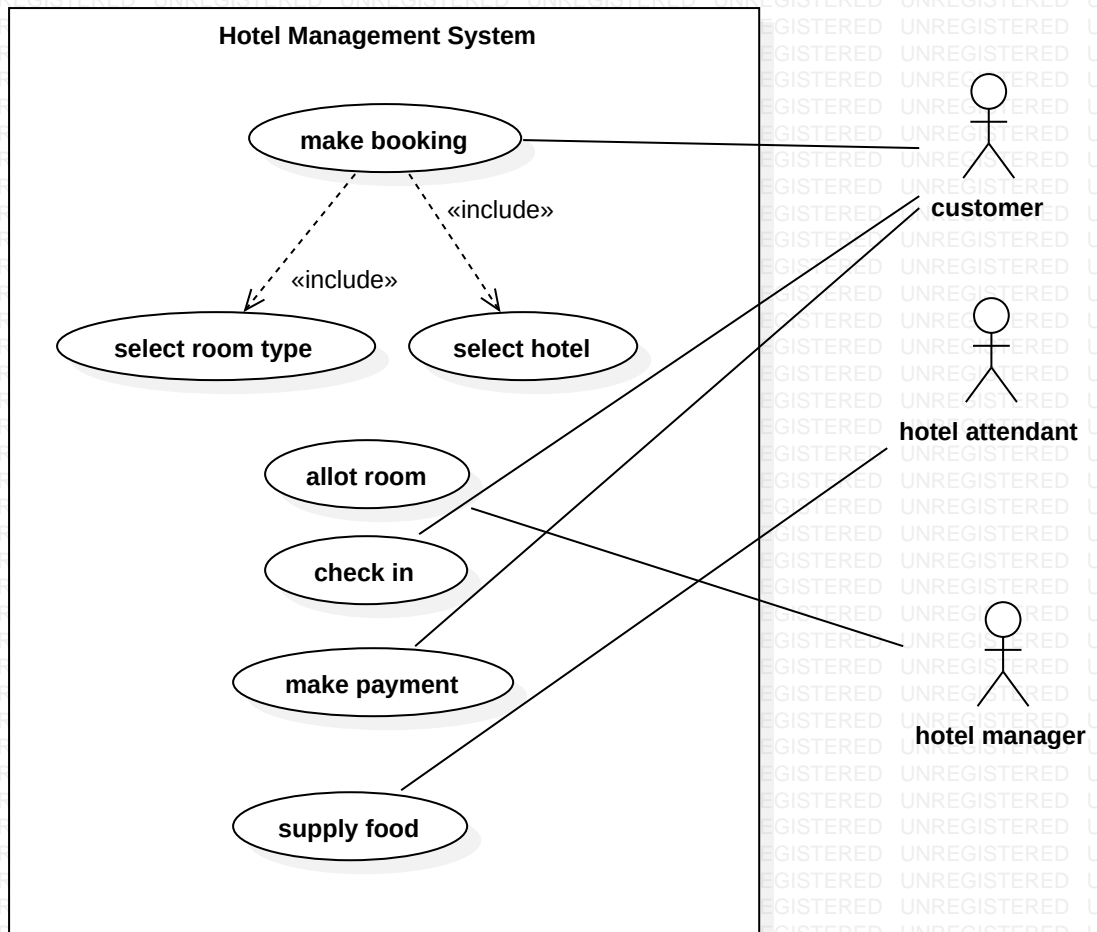 Hotel Management System
make booking
«include»
customer
«include»
select room type
select hotel
hotel attendant
allot room
check in
make payment
hotel manager
supply food
UNREGISTERED